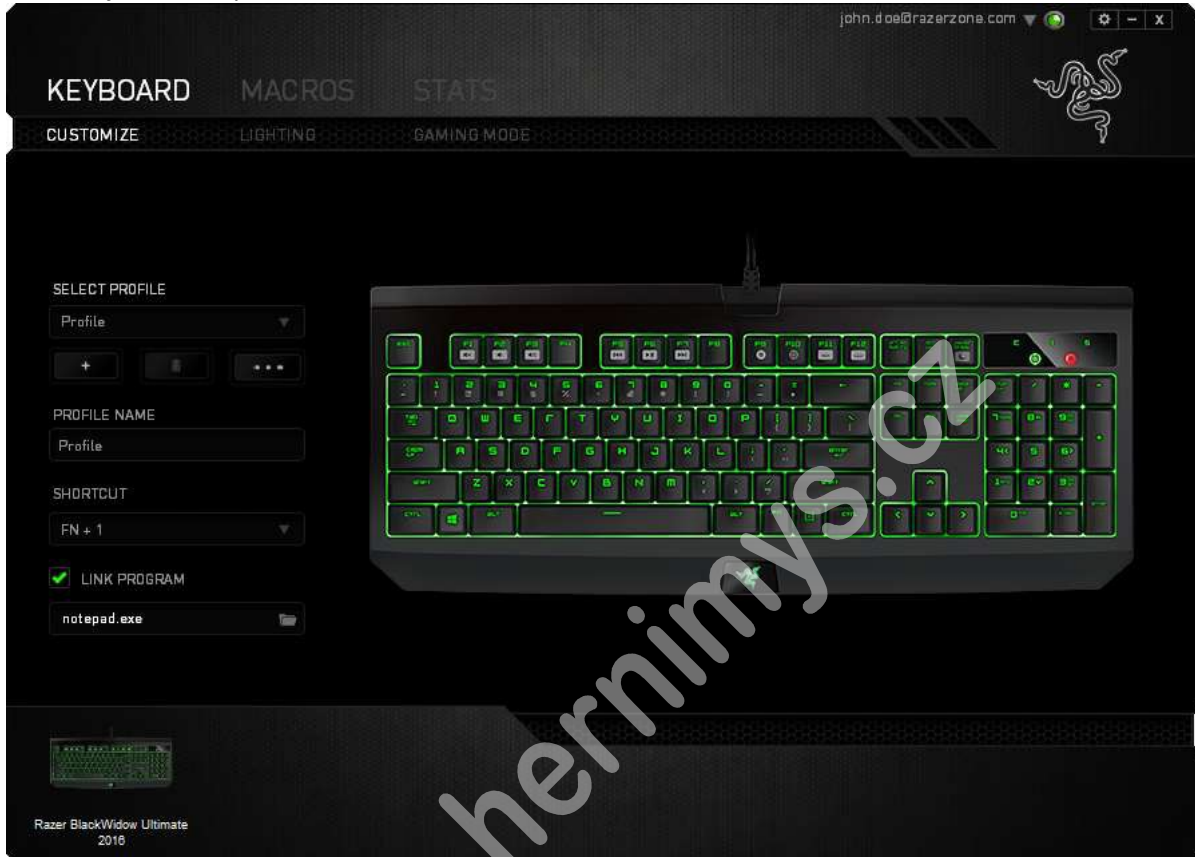 john.doe@razerzone.com
KEYBOARD MACROS STATS
CUSTOMIZE LIGHTING GAMING MODE
SELECT PROFILE
Profile
PROFILE NAME
Profile
SHORTCUT
FN + 1
LINK PROGRAM
notepad.exe
Razer BlackWidow Ultimate
2016
hernimys.cz